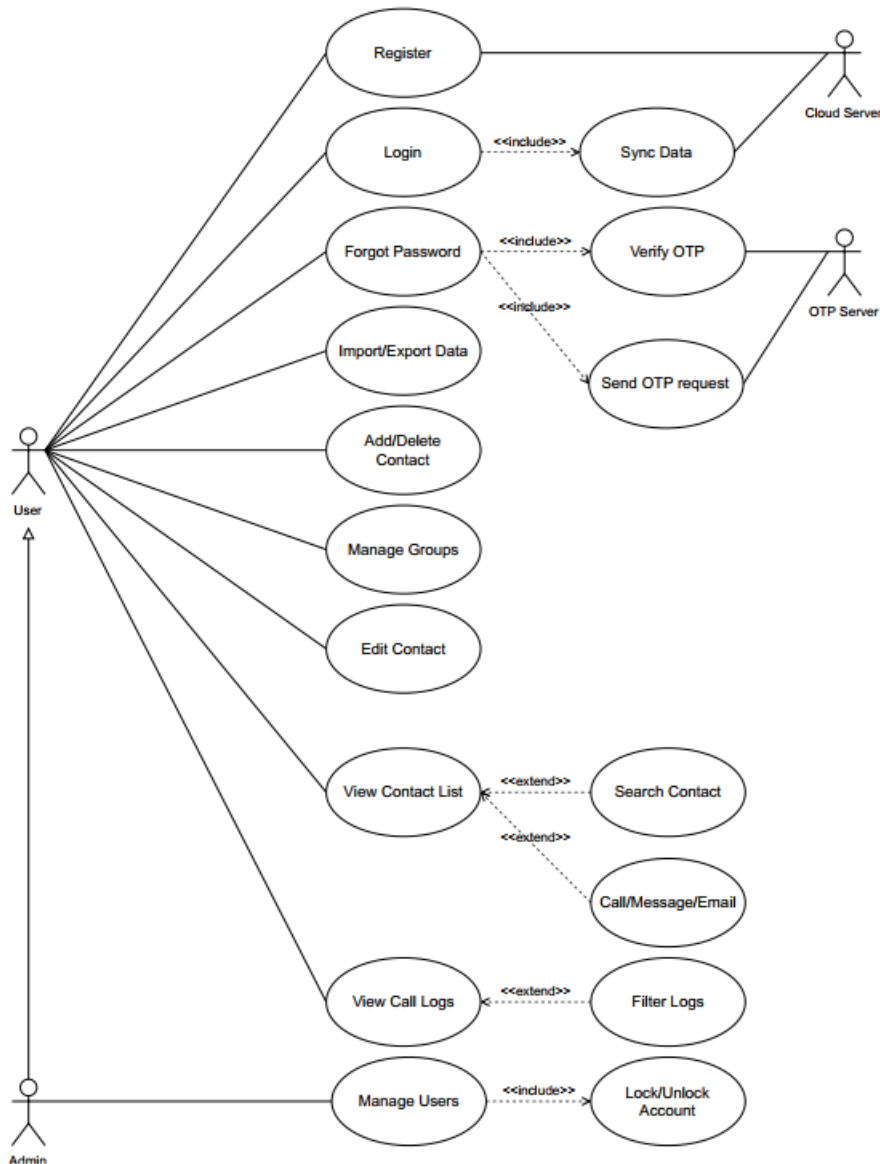 Register
Cloud Server
Login
<<include>>
Sync Data
Forgot Password
<<include>>
Verify OTP
OTP Server
<<include>>
Import/Export Data
Send OTP request
Add/Delete
Contact
User
Manage Groups
Edit Contact
View Contact List
<<extend>>
Search Contact
<<extend>>
Call/Message/Email
View Call Logs
<<extend>>
Filter Logs
Manage Users
<<include>>
Lock/Unlock
Account
Admin